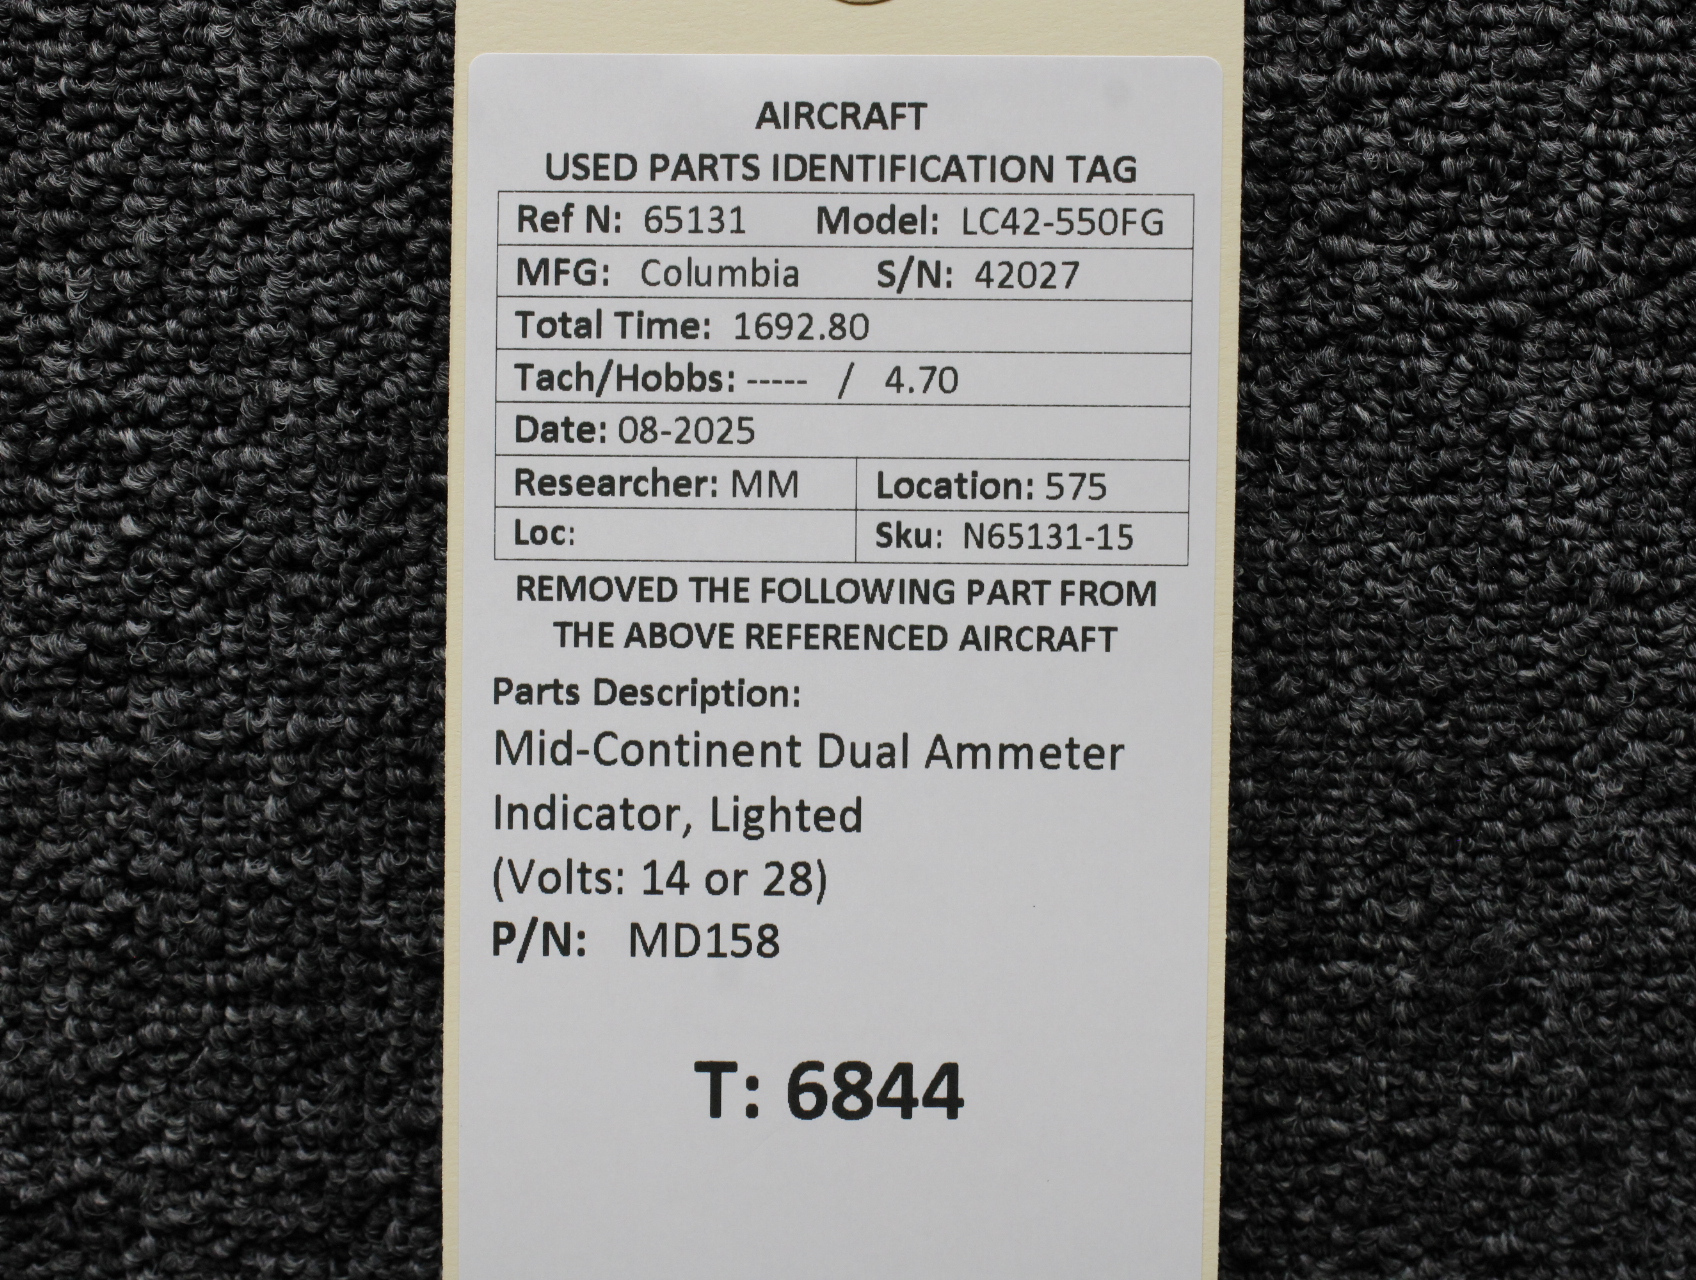 AIRCRAFT
USED PARTS IDENTIFICATION TAG
Ref N: 65131 Model: LC42-550FG
MFG: Columbia S/N: 42027
Total Time: 1692.80
Tach/Hobbs: ----- / 4.70
Date: 08-2025
Researcher: MM Location: 575
Loc: Sku: N65131-15
REMOVED THE FOLLOWING PART FROM
THE ABOVE REFERENCED AIRCRAFT
Parts Description:
Mid-Continent Dual Ammeter
Indicator, Lighted
(Volts: 14 or 28)
P/N: MD158
T: 6844